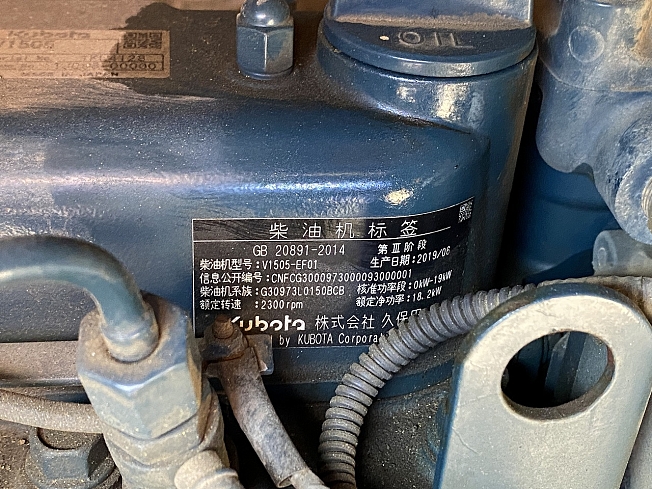 Kubota
OIL
柴油机标签
GB 20891-2014 第Ⅲ阶段
柴油机型号:V1505-EF01 生产日期:2019/06
信息公开编号:CNFCG3000973000093000001
柴油机系族:G30973L0150BCB 核准功率段:0kW-19kW
额定转速:2300rpm 额定净功率:18.2kW
Kubota 株式会社 久保
by KUBOTA Corporat